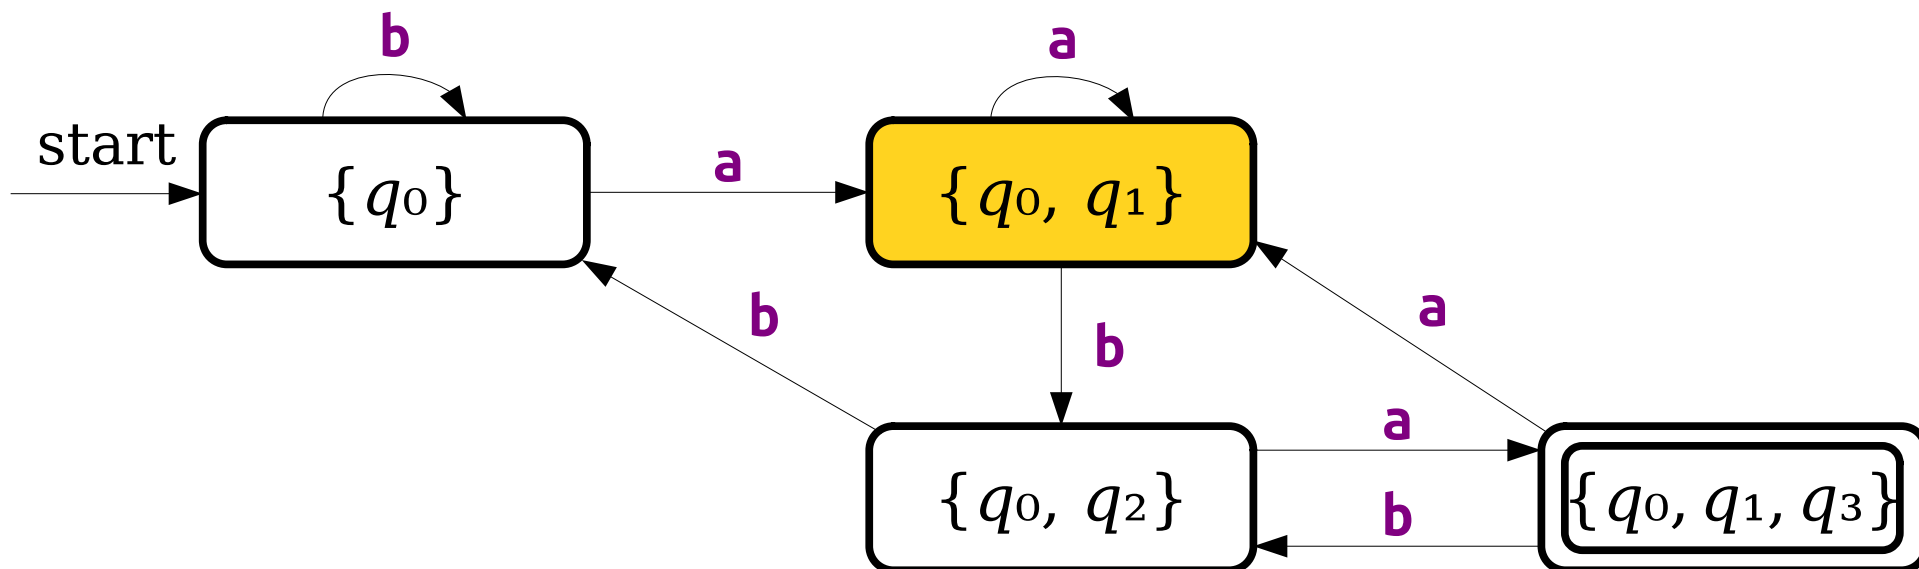 b
a
start
{q₀}
a
{q₀, q₁}
b
b
a
a
{q₀, q₂}
{q₀, q₁, q₃}
b